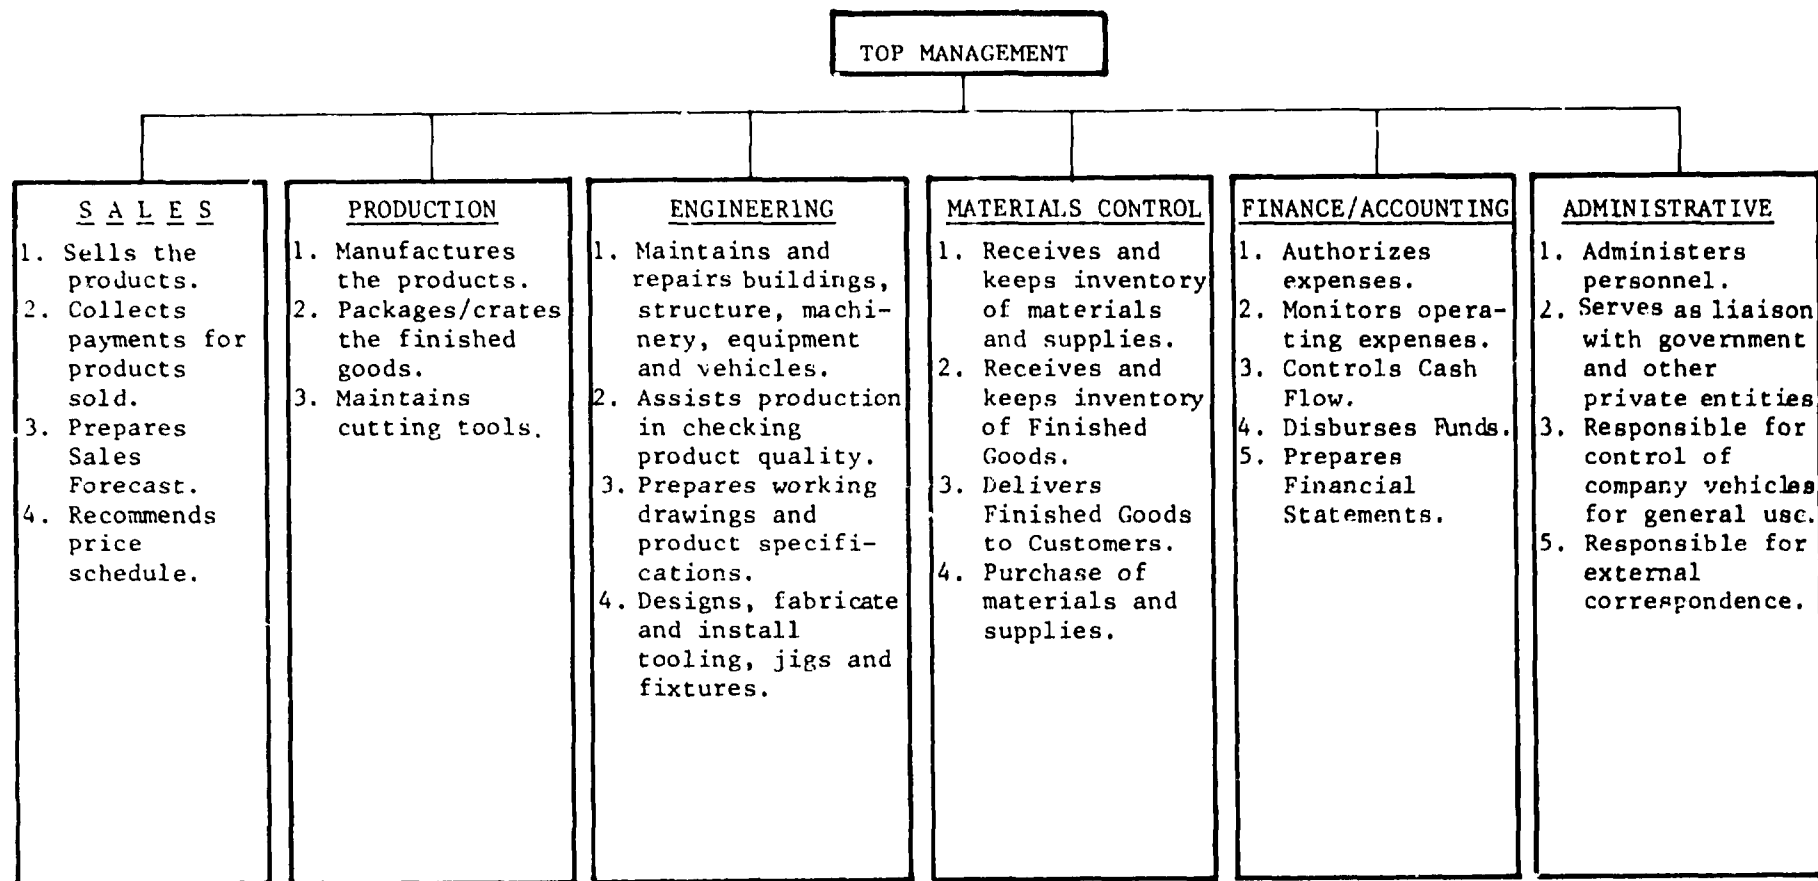 TOP MANAGEMENT
S A L E S
1. Sells the
products.
2. Collects
payments for
products
sold.
3. Prepares
Sales
Forecast.
4. Recommends
price
schedule.
PRODUCTION
1. Manufactures
the products.
2. Packages/crates
the finished
goods.
3. Maintains
cutting tools.
ENGINEERING
1. Maintains and
repairs buildings,
structure, machi-
nery, equipment
and vehicles.
2. Assists production
in checking
product quality.
3. Prepares working
drawings and
product specifi-
cations.
4. Designs, fabricate
and install
tooling, jigs and
fixtures.
MATERIALS CONTROL
1. Receives and
keeps inventory
of materials
and supplies.
2. Receives and
keeps inventory
of Finished
Goods.
3. Delivers
Finished Goods
to Customers.
4. Purchase of
materials and
supplies.
FINANCE/ACCOUNTING
1. Authorizes
expenses.
2. Monitors opera-
ting expenses.
3. Controls Cash
Flow.
4. Disburses Funds.
5. Prepares
Financial
Statements.
ADMINISTRATIVE
1. Administers
personnel.
2. Serves as liaison
with government
and other
private entities
3. Responsible for
control of
company vehicles
for general use.
5. Responsible for
external
correspondence.